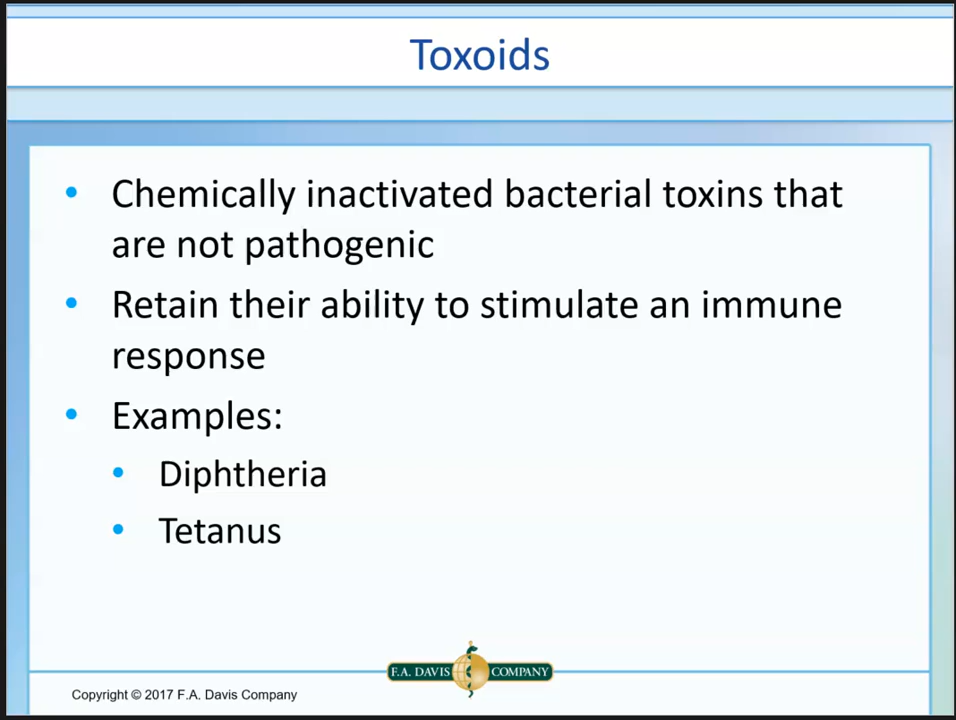 Toxoids
• Chemically inactivated bacterial toxins that
are not pathogenic
• Retain their ability to stimulate an immune
response
• Examples:
• Diphtheria
• Tetanus
F.A. DAVIS COMPANY
Copyright © 2017 F.A. Davis Company